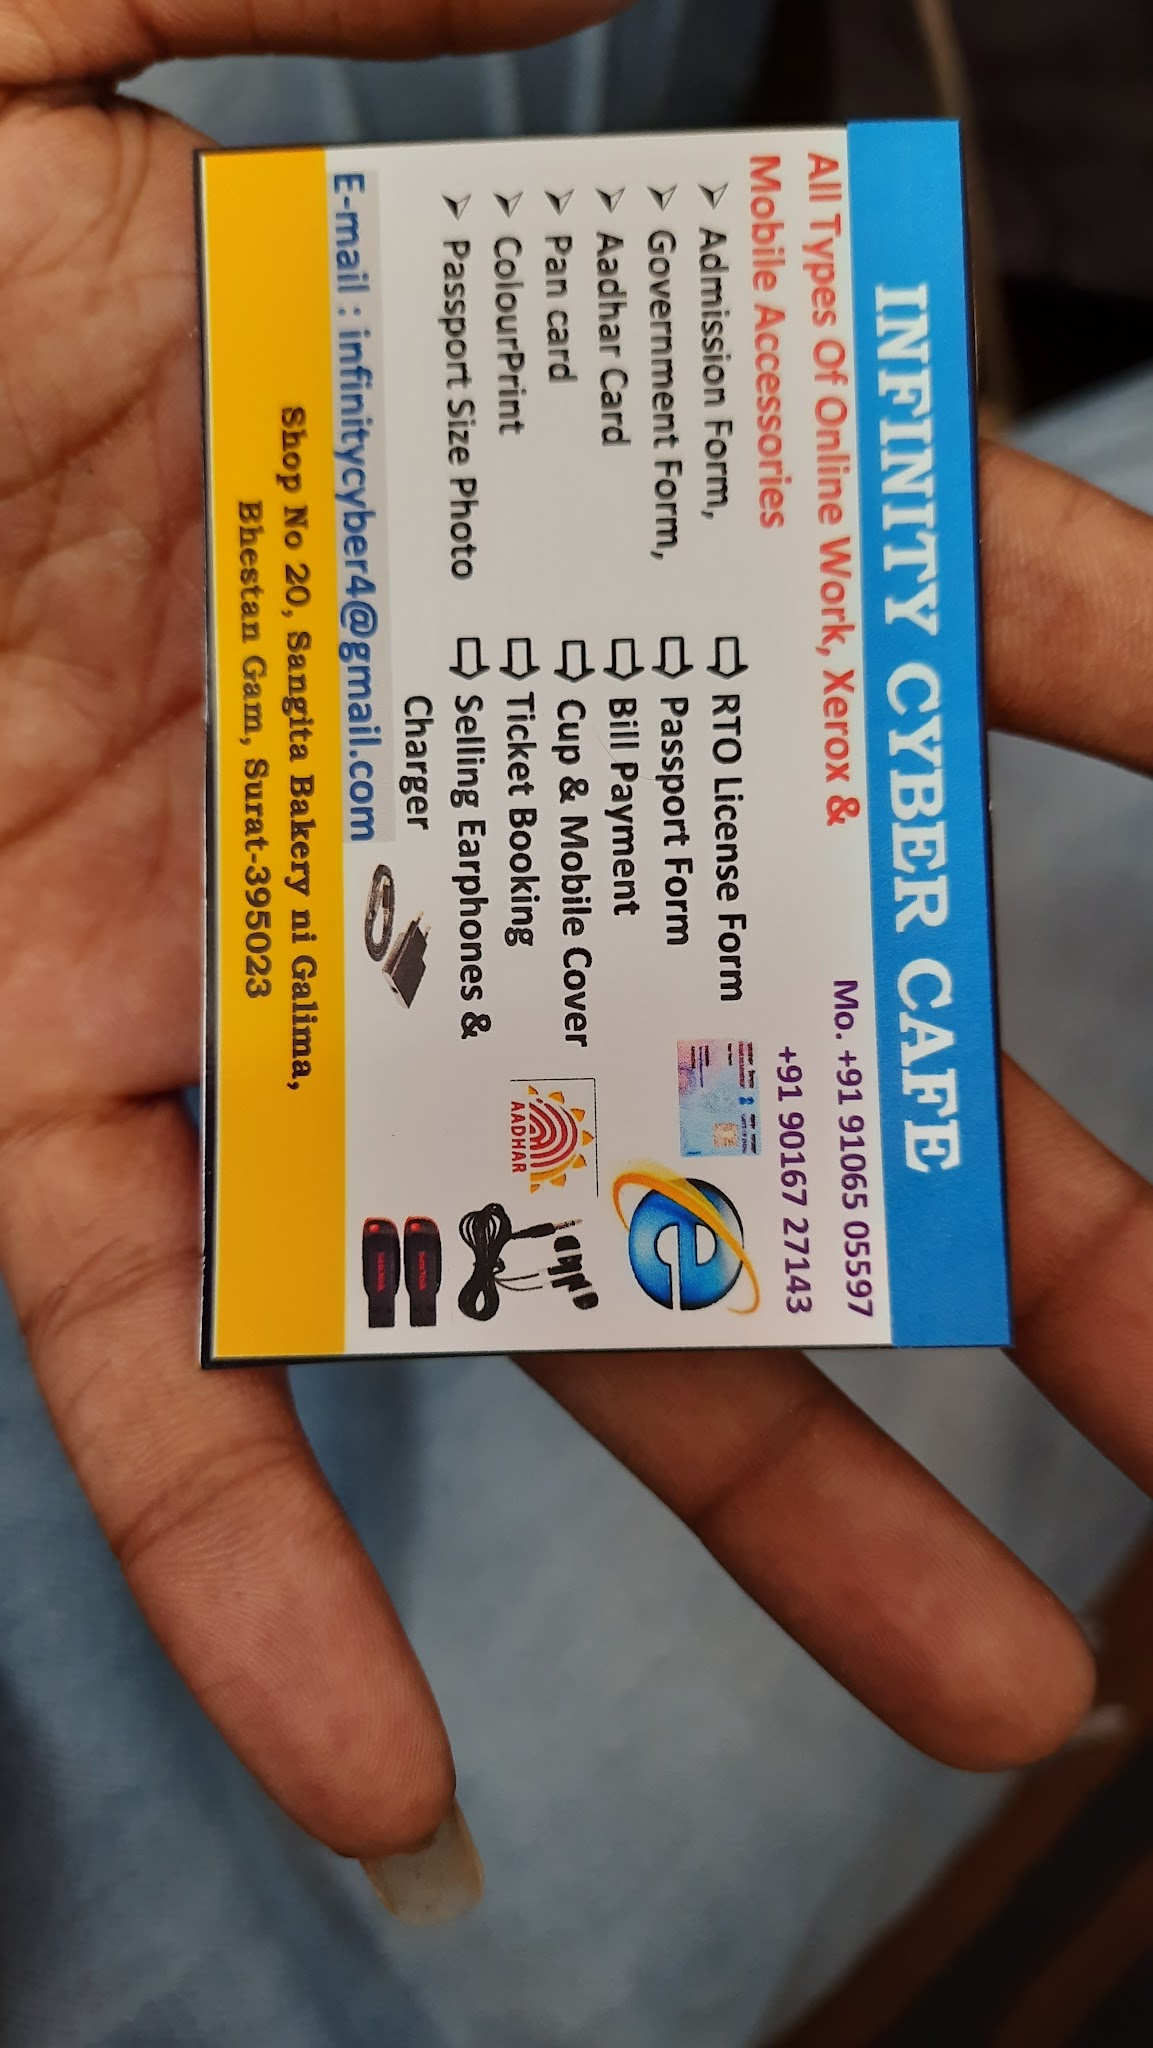 INFINITY CYBER CAFE
All Types Of Online Work, Xerox &
Mobile Accessories
Mo. +91 91065 05597
+91 90167 27143
➢ Admission Form,
➢ Government Form,
➢ Aadhar Card
➢ Pan card
➢ ColourPrint
➢ Passport Size Photo
RTO License Form
Passport Form
Bill Payment
Cup & Mobile Cover
Ticket Booking
Selling Earphones &
Charger
AADHAR
SanDisk
SanDisk
E-mail : infinitycyber4@gmail.com
Shop No 20, Sangita Bakery ni Galima,
Bhestan Gam, Surat-395023